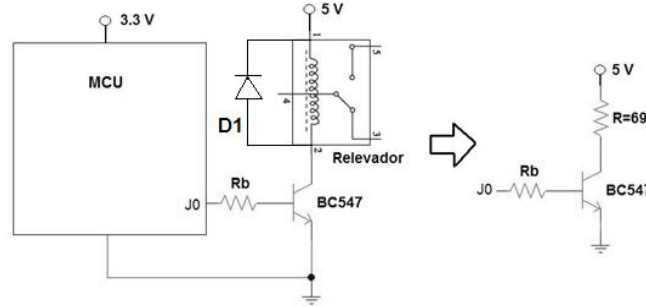 3.3 V
5 V
MCU
1
5
4
D1
3
2
Relevador
J0
Rb
BC547
5 V
R=69
J0
Rb
BC547